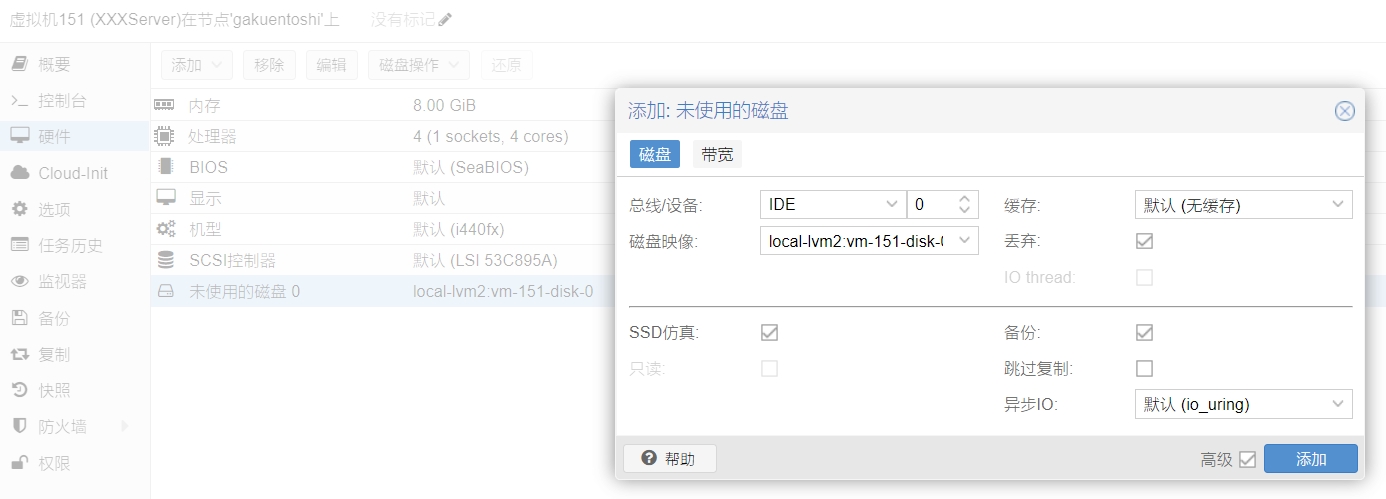 虚拟机151 (XXXServer)在节点'gakuentoshi'上 没有标记
概要
控制台
硬件
Cloud-Init
选项
任务历史
监视器
备份
复制
快照
防火墙
权限
添加 移除 编辑 磁盘操作 还原
内存 8.00 GiB
处理器 4 (1 sockets, 4 cores)
BIOS 默认 (SeaBIOS)
显示 默认
机型 默认 (i440fx)
SCSI控制器 默认 (LSI 53C895A)
未使用的磁盘 0 local-lvm2:vm-151-disk-0
添加: 未使用的磁盘
磁盘 带宽
总线/设备: IDE 0 缓存: 默认 (无缓存)
磁盘映像: local-lvm2:vm-151-disk-0 丢弃:
IO thread:
SSD仿真: 备份:
只读: 跳过复制:
异步IO: 默认 (io_uring)
帮助 高级 添加